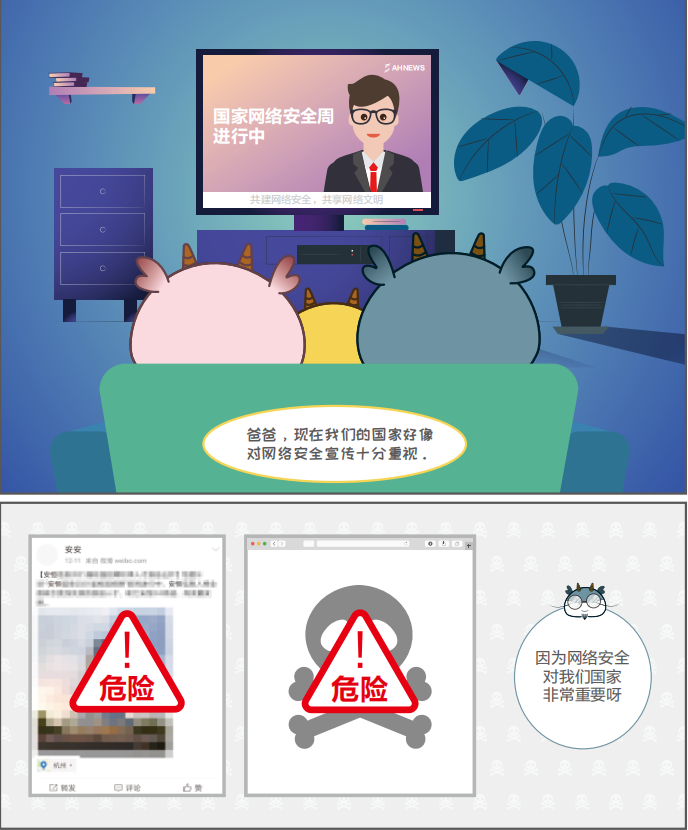 AHNEWS
国家网络安全周
进行中
共建网络安全，共享网络文明
爸爸，现在我们的国家好像
对网络安全宣传十分重视.
安安
12-11 来自 微博 weibo.com
危险
杭州
转发 评论 赞
危险
因为网络安全
对我们国家
非常重要呀